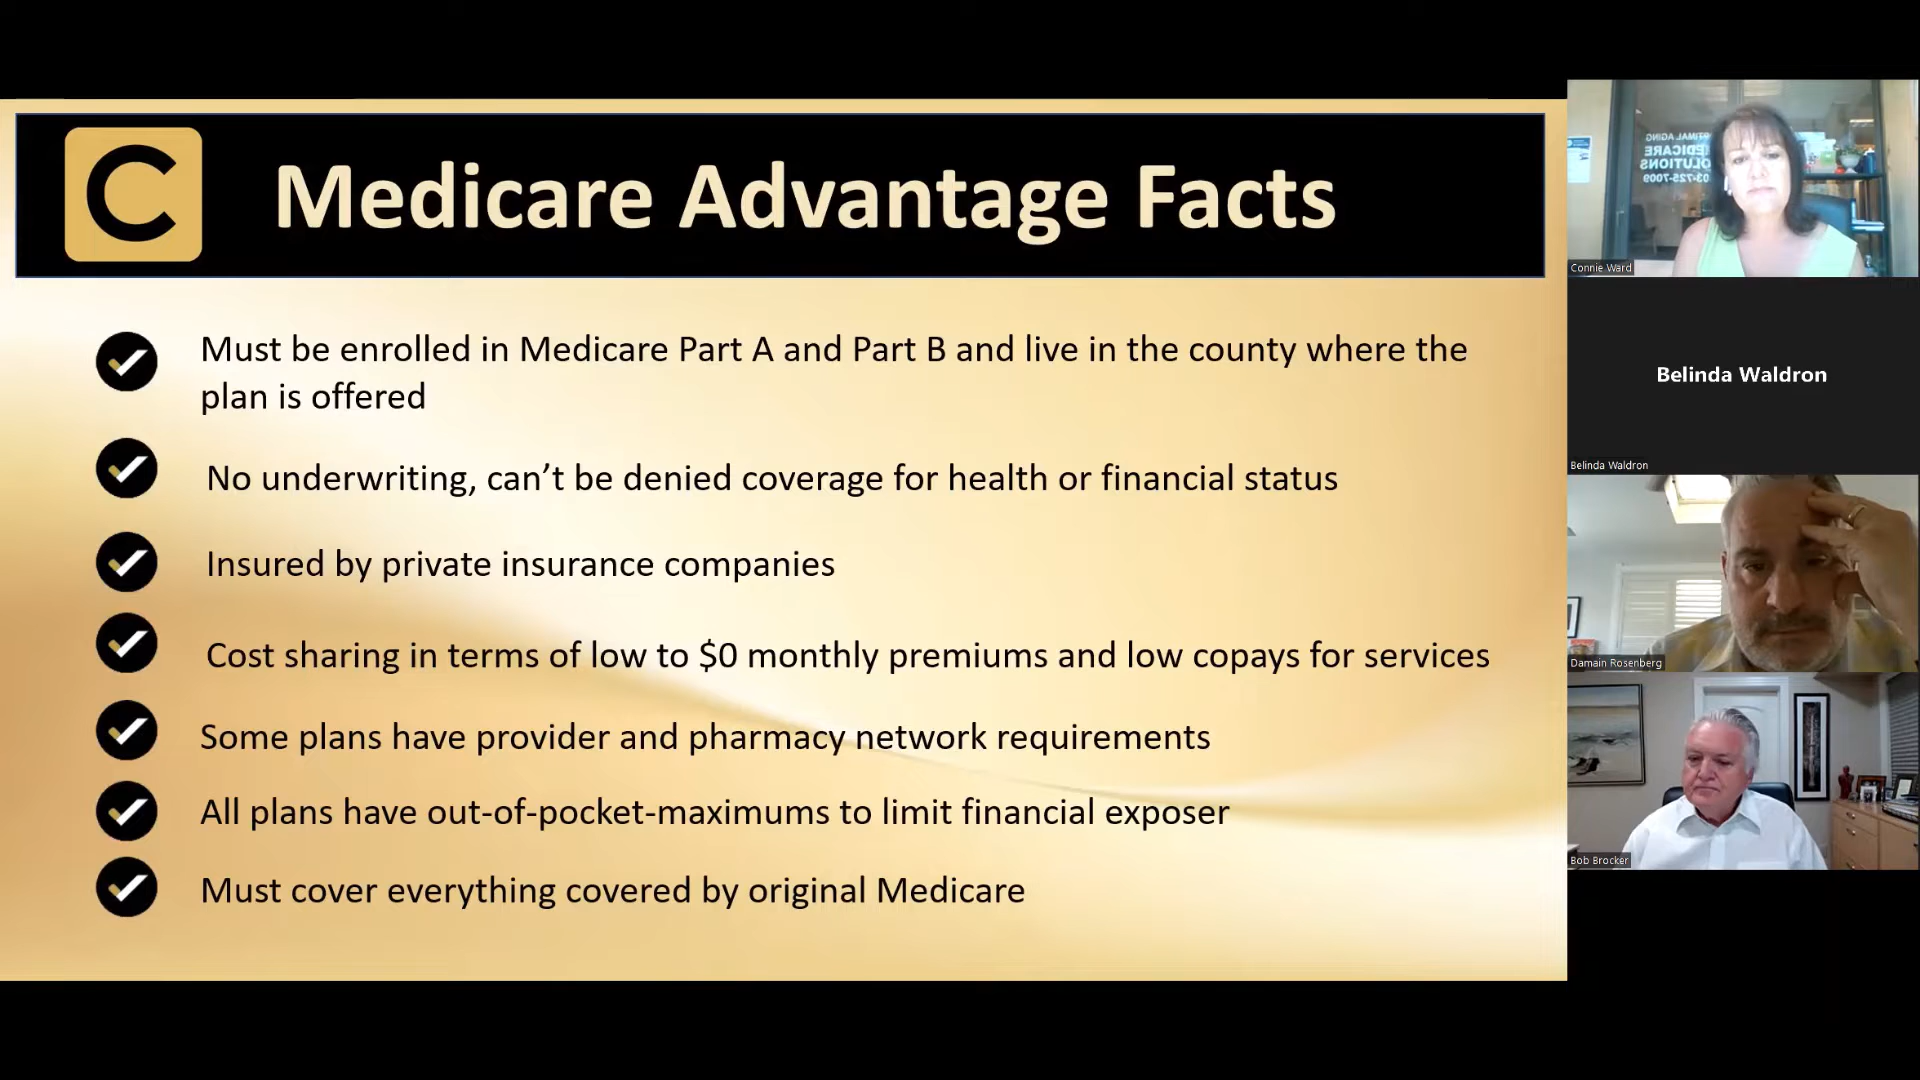 C
Medicare Advantage Facts
Must be enrolled in Medicare Part A and Part B and live in the county where the
plan is offered
No underwriting, can’t be denied coverage for health or financial status
Insured by private insurance companies
Cost sharing in terms of low to $0 monthly premiums and low copays for services
Some plans have provider and pharmacy network requirements
All plans have out-of-pocket-maximums to limit financial exposer
Must cover everything covered by original Medicare
AGING
Connie Ward
Belinda Waldron
Belinda Waldron
Damain Rosenberg
Bob Brocker